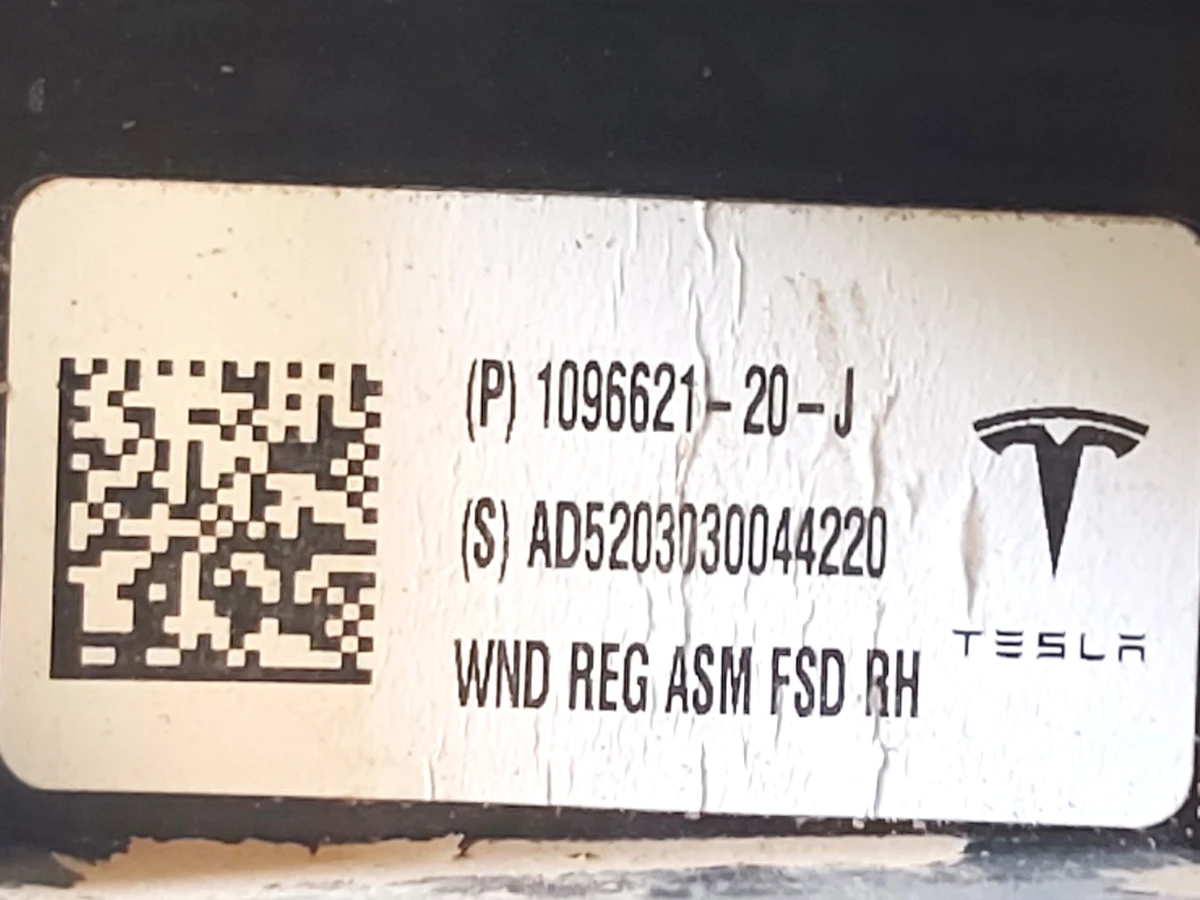 (P) 1096621-20-J
(S) AD5203030044220
WND REG ASM FSD RH
TESLA